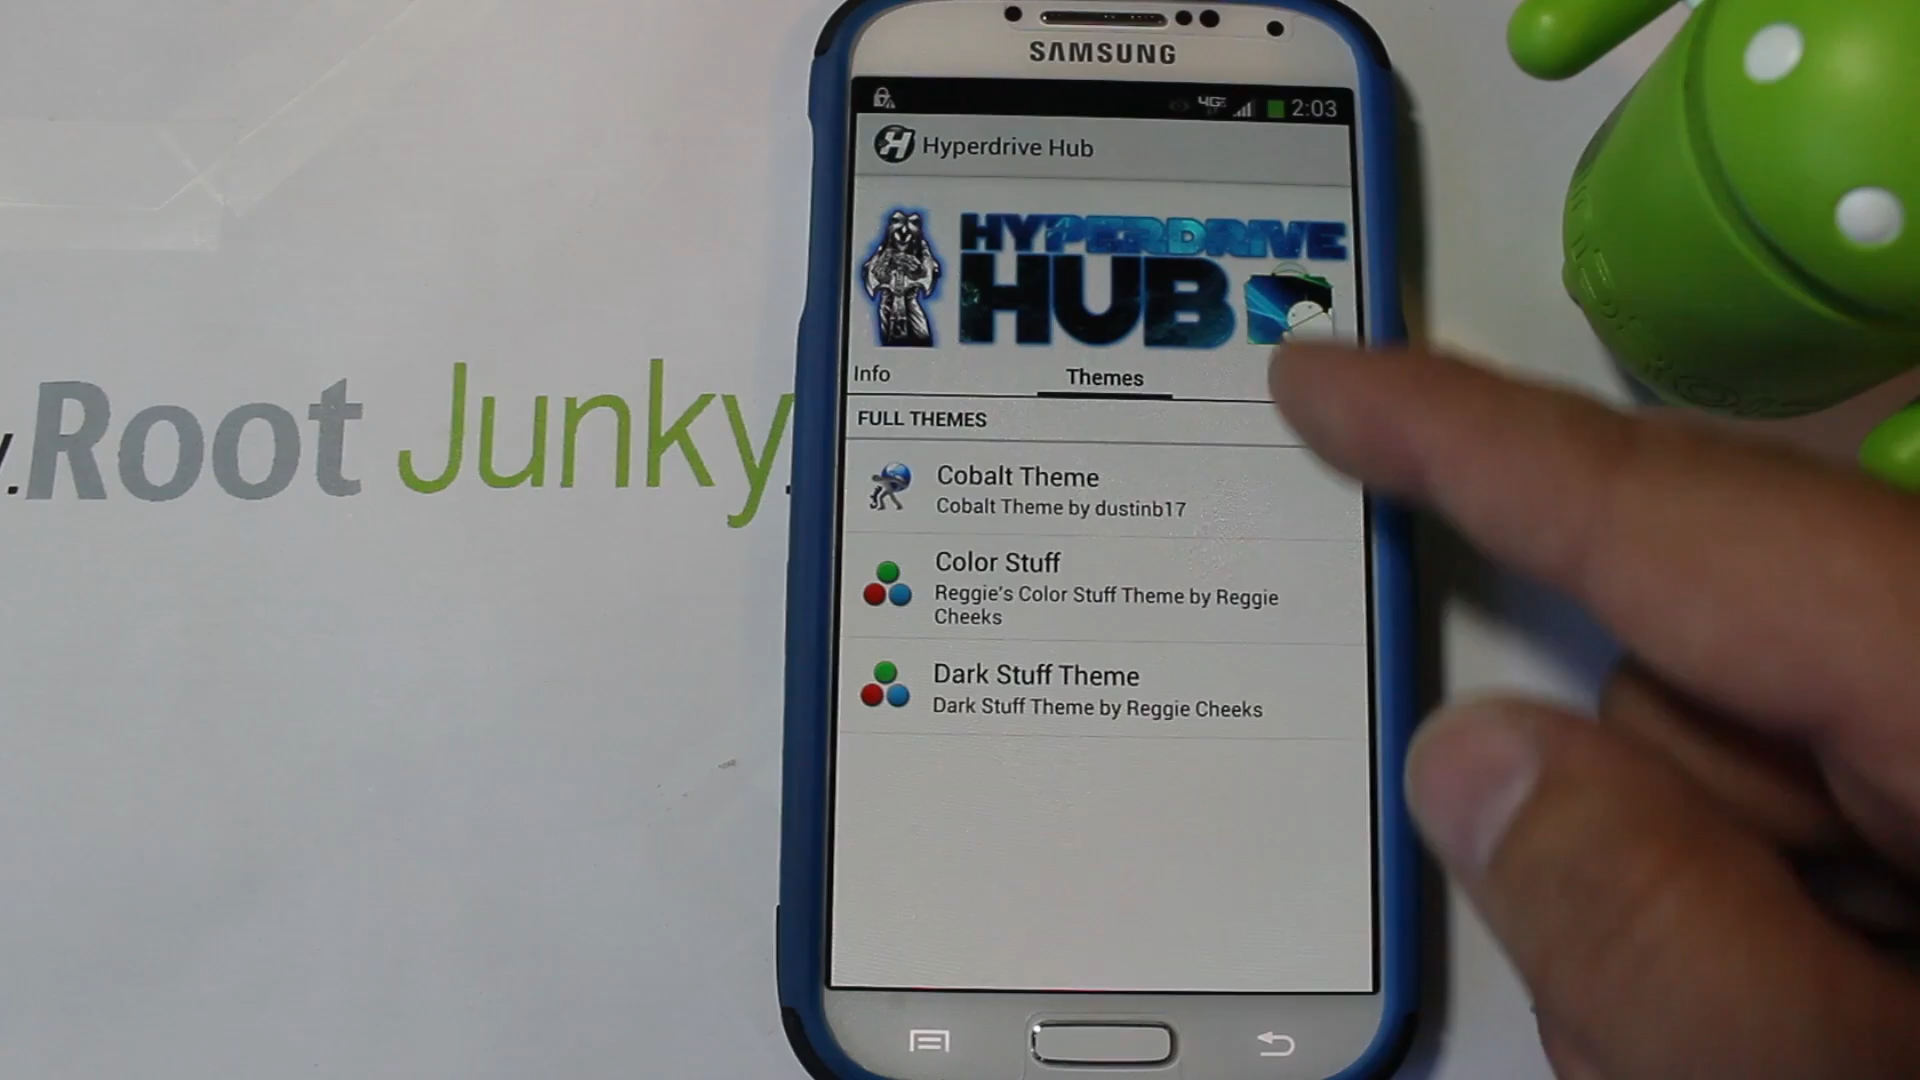 SAMSUNG
4G 2:03
Hyperdrive Hub
HYPERDRIVE
HUB
Info Themes
FULL THEMES
Cobalt Theme
Cobalt Theme by dustinb17
Color Stuff
Reggie's Color Stuff Theme by Reggie
Cheeks
Dark Stuff Theme
Dark Stuff Theme by Reggie Cheeks
.Root Junky.